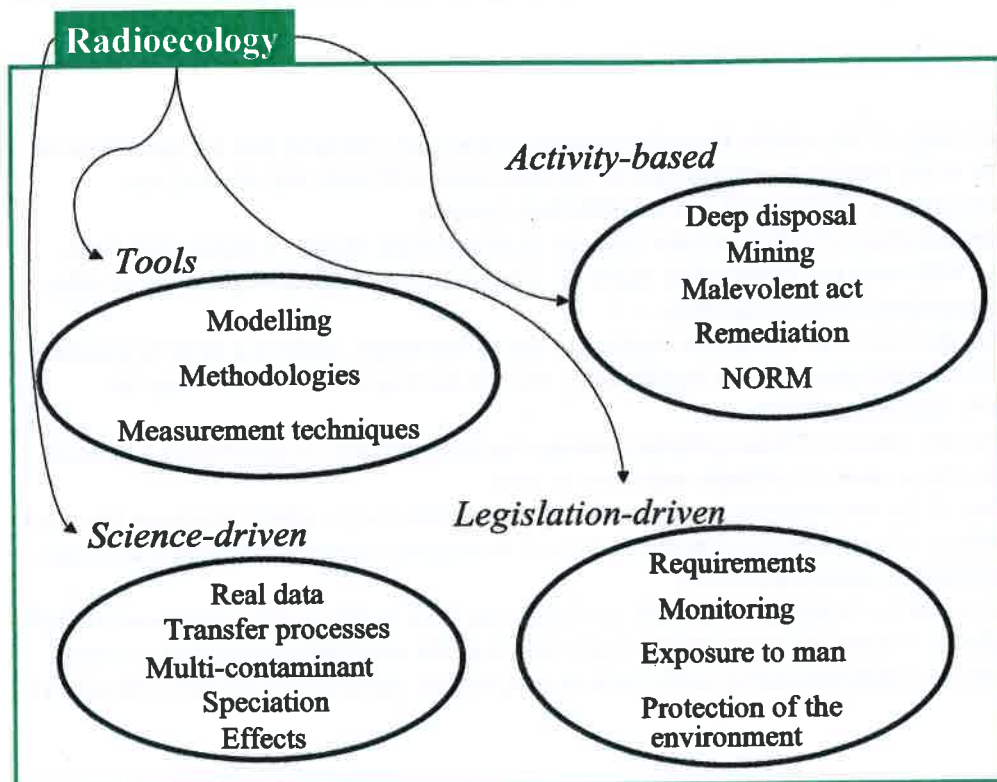 Radioecology
Activity-based
Deep disposal
Mining
Malevolent act
Remediation
NORM
Tools
Modelling
Methodologies
Measurement techniques
Science-driven
Real data
Transfer processes
Multi-contaminant
Speciation
Effects
Legislation-driven
Requirements
Monitoring
Exposure to man
Protection of the
environment